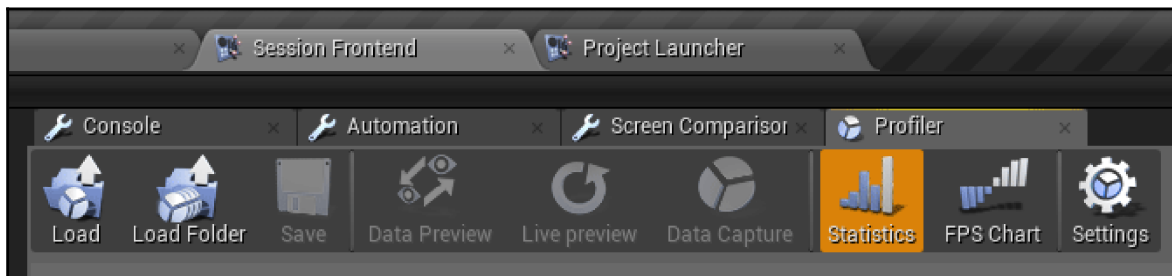 Session Frontend Project Launcher
Console Automation Screen Comparisor Profiler
Load Load Folder Save Data Preview Live preview Data Capture Statistics FPS Chart Settings